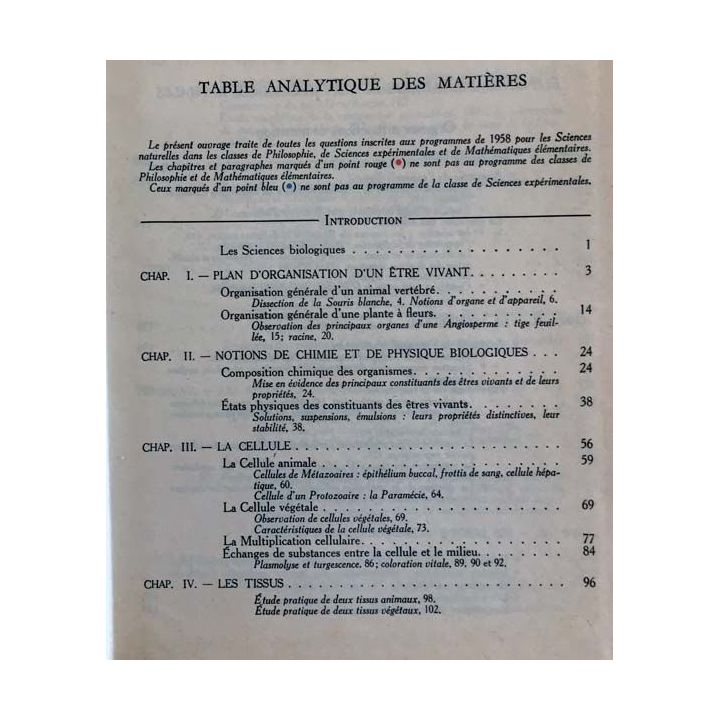 TABLE ANALYTIQUE DES MATIÈRES
Le présent ouvrage traite de toutes les questions inscrites aux programmes de 1958 pour les Sciences
naturelles dans les classes de Philosophie, de Sciences expérimentales et de Mathématiques élémentaires.
Les chapitres et paragraphes marqués d'un point rouge (●) ne sont pas au programme des classes de
Philosophie et de Mathématiques élémentaires.
Ceux marqués d'un point bleu (●) ne sont pas au programme de la classe de Sciences expérimentales.
INTRODUCTION
Les Sciences biologiques . . . . . . . . . . . . . . . . . . 1
CHAP. I. — PLAN D'ORGANISATION D'UN ÊTRE VIVANT. . . . . . . . . 3
Organisation générale d'un animal vertébré. . . . . . . . . . . .
Dissection de la Souris blanche, 4. Notions d'organe et d'appareil, 6.
Organisation générale d'une plante à fleurs. . . . . . . . . . . . 14
Observation des principaux organes d'une Angiosperme : tige feuil-
lée, 15; racine, 20.
CHAP. II. — NOTIONS DE CHIMIE ET DE PHYSIQUE BIOLOGIQUES . . . 24
Composition chimique des organismes. . . . . . . . . . . . . 24
Mise en évidence des principaux constituants des êtres vivants et de leurs
propriétés, 24.
États physiques des constituants des êtres vivants. . . . . . . . . 38
Solutions, suspensions, émulsions : leurs propriétés distinctives, leur
stabilité, 38.
CHAP. III. — LA CELLULE . . . . . . . . . . . . . . . . . . . . . 56
La Cellule animale . . . . . . . . . . . . . . . . . . . . 59
Cellules de Métazoaires : épithélium buccal, frottis de sang, cellule hépa-
tique, 60.
Cellule d'un Protozoaire : la Paramécie, 64.
La Cellule végétale . . . . . . . . . . . . . . . . . . . . 69
Observation de cellules végétales, 69.
Caractéristiques de la cellule végétale, 73.
La Multiplication cellulaire. . . . . . . . . . . . . . . . . 77
Échanges de substances entre la cellule et le milieu. . . . . . . . 84
Plasmolyse et turgescence, 86; coloration vitale, 89, 90 et 92.
CHAP. IV. — LES TISSUS . . . . . . . . . . . . . . . . . . . . . 96
Étude pratique de deux tissus animaux, 98.
Étude pratique de deux tissus végétaux, 102.